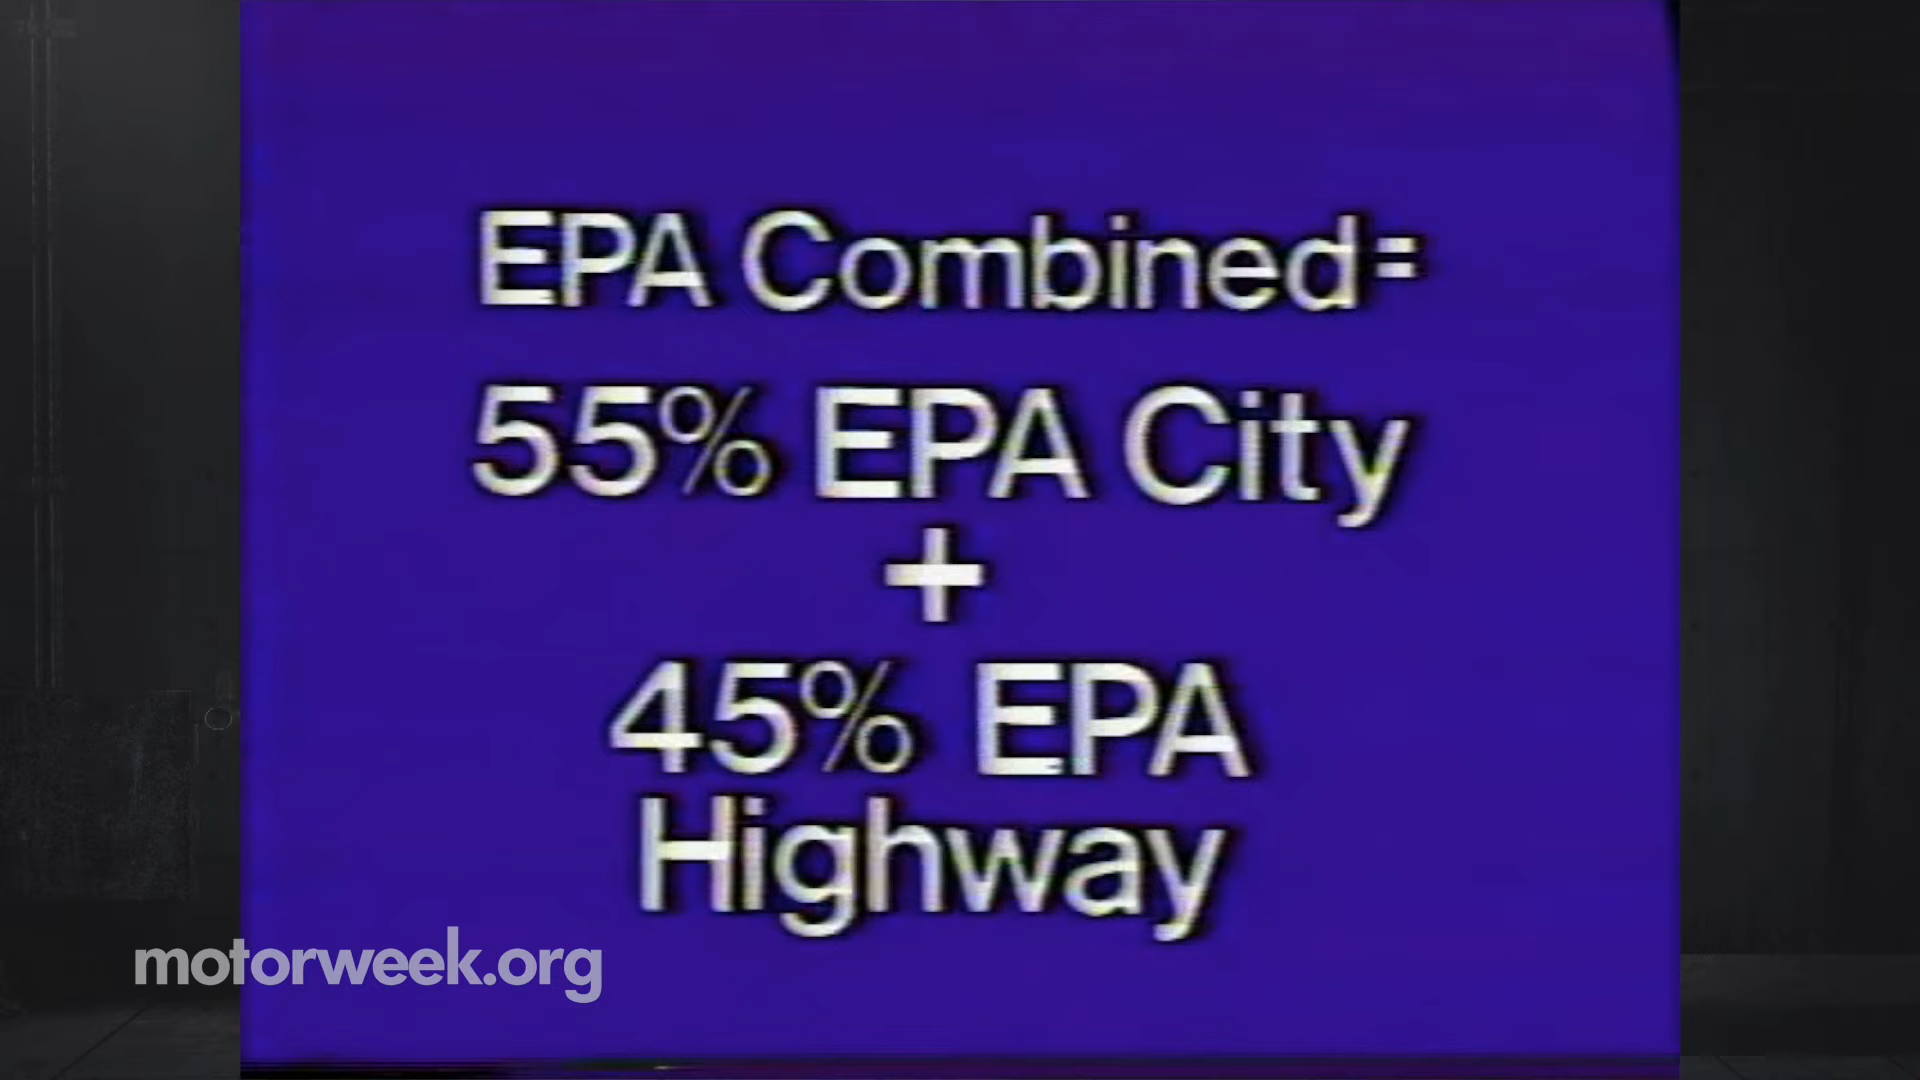 EPA Combined=
55% EPA City
+
45% EPA
Highway
motorweek.org